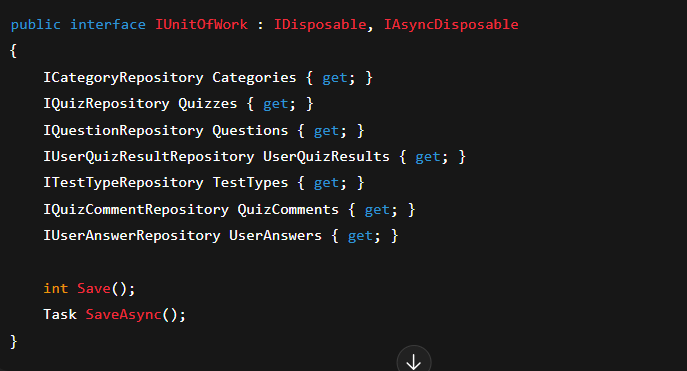 public interface IUnitOfWork : IDisposable, IAsyncDisposable
{
    ICategoryRepository Categories { get; }
    IQuizRepository Quizzes { get; }
    IQuestionRepository Questions { get; }
    IUserQuizResultRepository UserQuizResults { get; }
    ITestTypeRepository TestTypes { get; }
    IQuizCommentRepository QuizComments { get; }
    IUserAnswerRepository UserAnswers { get; }

    int Save();
    Task SaveAsync();
}